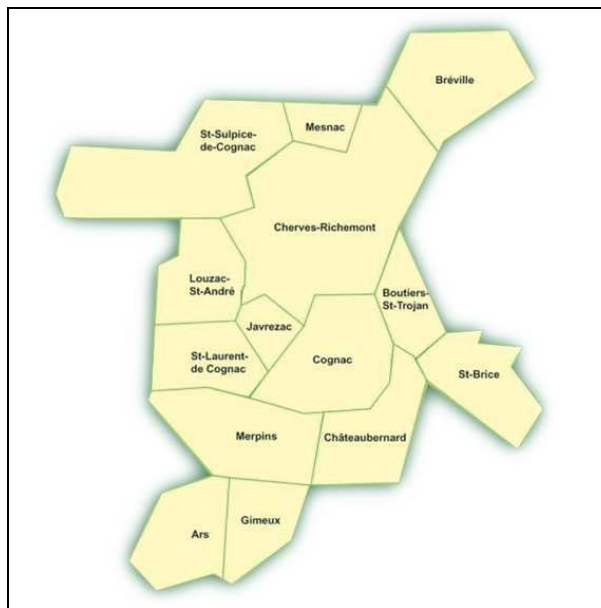 Bréville
Mesnac
St-Sulpice-
de-Cognac
Cherves-Richemont
Louzac-
St-André
Boutiers-
St-Trojan
Javrezac
St-Laurent-
de Cognac
Cognac
St-Brice
Merpins
Châteaubernard
Gimeux
Ars